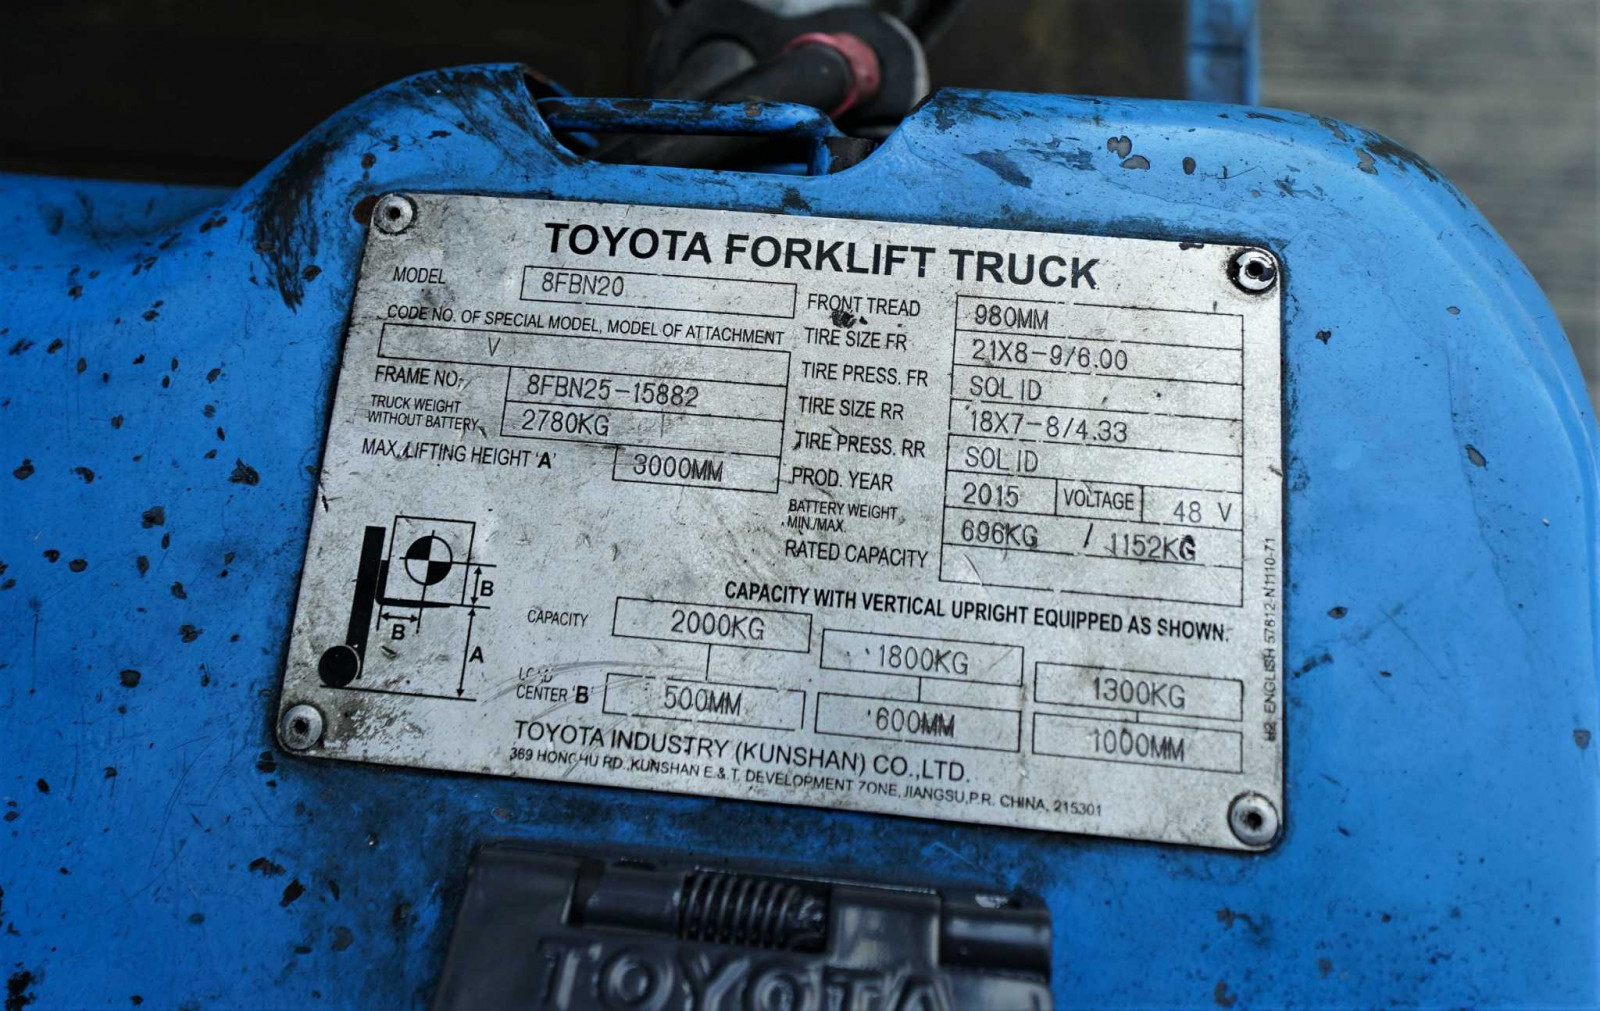 TOYOTA FORKLIFT TRUCK
MODEL 8FBN20
CODE NO. OF SPECIAL MODEL, MODEL OF ATTACHMENT
V
FRAME NO. 8FBN25-15882
TRUCK WEIGHT
WITHOUT BATTERY 2780KG
MAX. LIFTING HEIGHT 'A' 3000MM
FRONT TREAD 980MM
TIRE SIZE FR 21X8-9/6.00
TIRE PRESS. FR SOLID
TIRE SIZE RR 18X7-8/4.33
TIRE PRESS. RR SOLID
PROD. YEAR 2015 VOLTAGE 48 V
BATTERY WEIGHT
MIN./MAX. 696KG / 1152KG
RATED CAPACITY
B
B
A
CAPACITY WITH VERTICAL UPRIGHT EQUIPPED AS SHOWN.
CAPACITY 2000KG 1800KG 1300KG
LOAD
CENTER 'B' 500MM 600MM 1000MM
TOYOTA INDUSTRY (KUNSHAN) CO.,LTD.
369 HONGHU RD.,KUNSHAN E.& T. DEVELOPMENT ZONE, JIANGSU,P.R. CHINA, 215301
ENGLISH 57812-N1110-71
TOYOTA